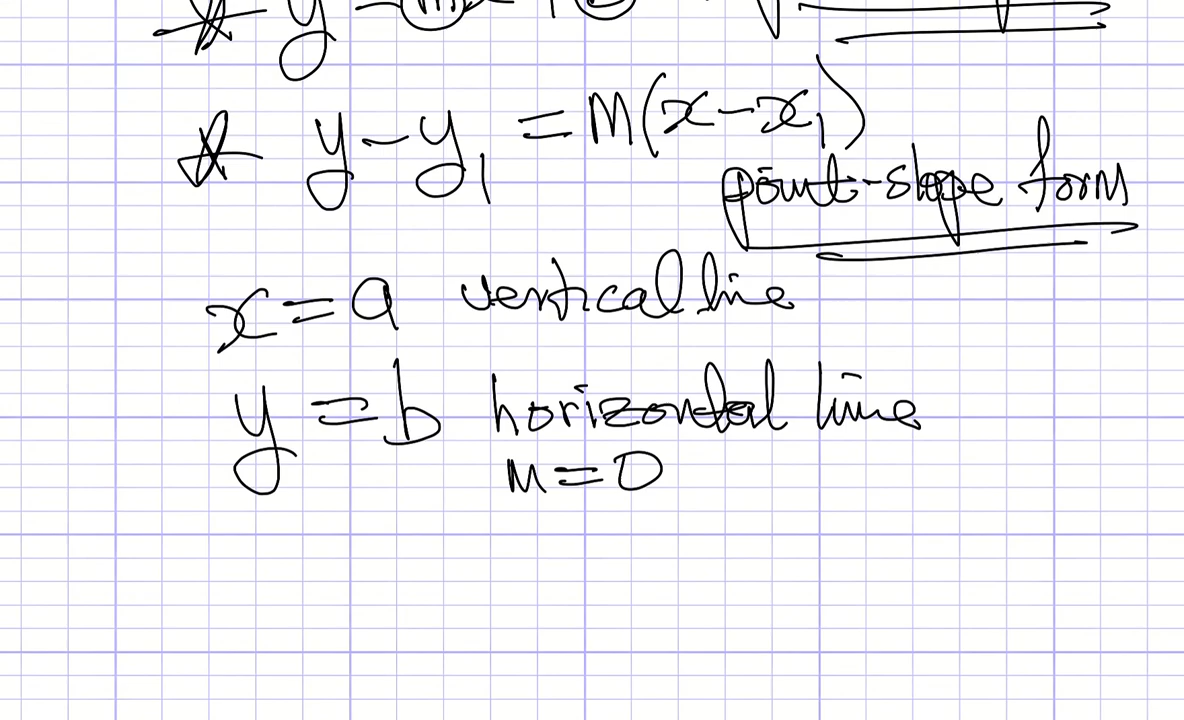 y = m
y - y₁ = M(x - x₁)
point-slope form
x = a vertical line
y = b horizontal line
M = 0